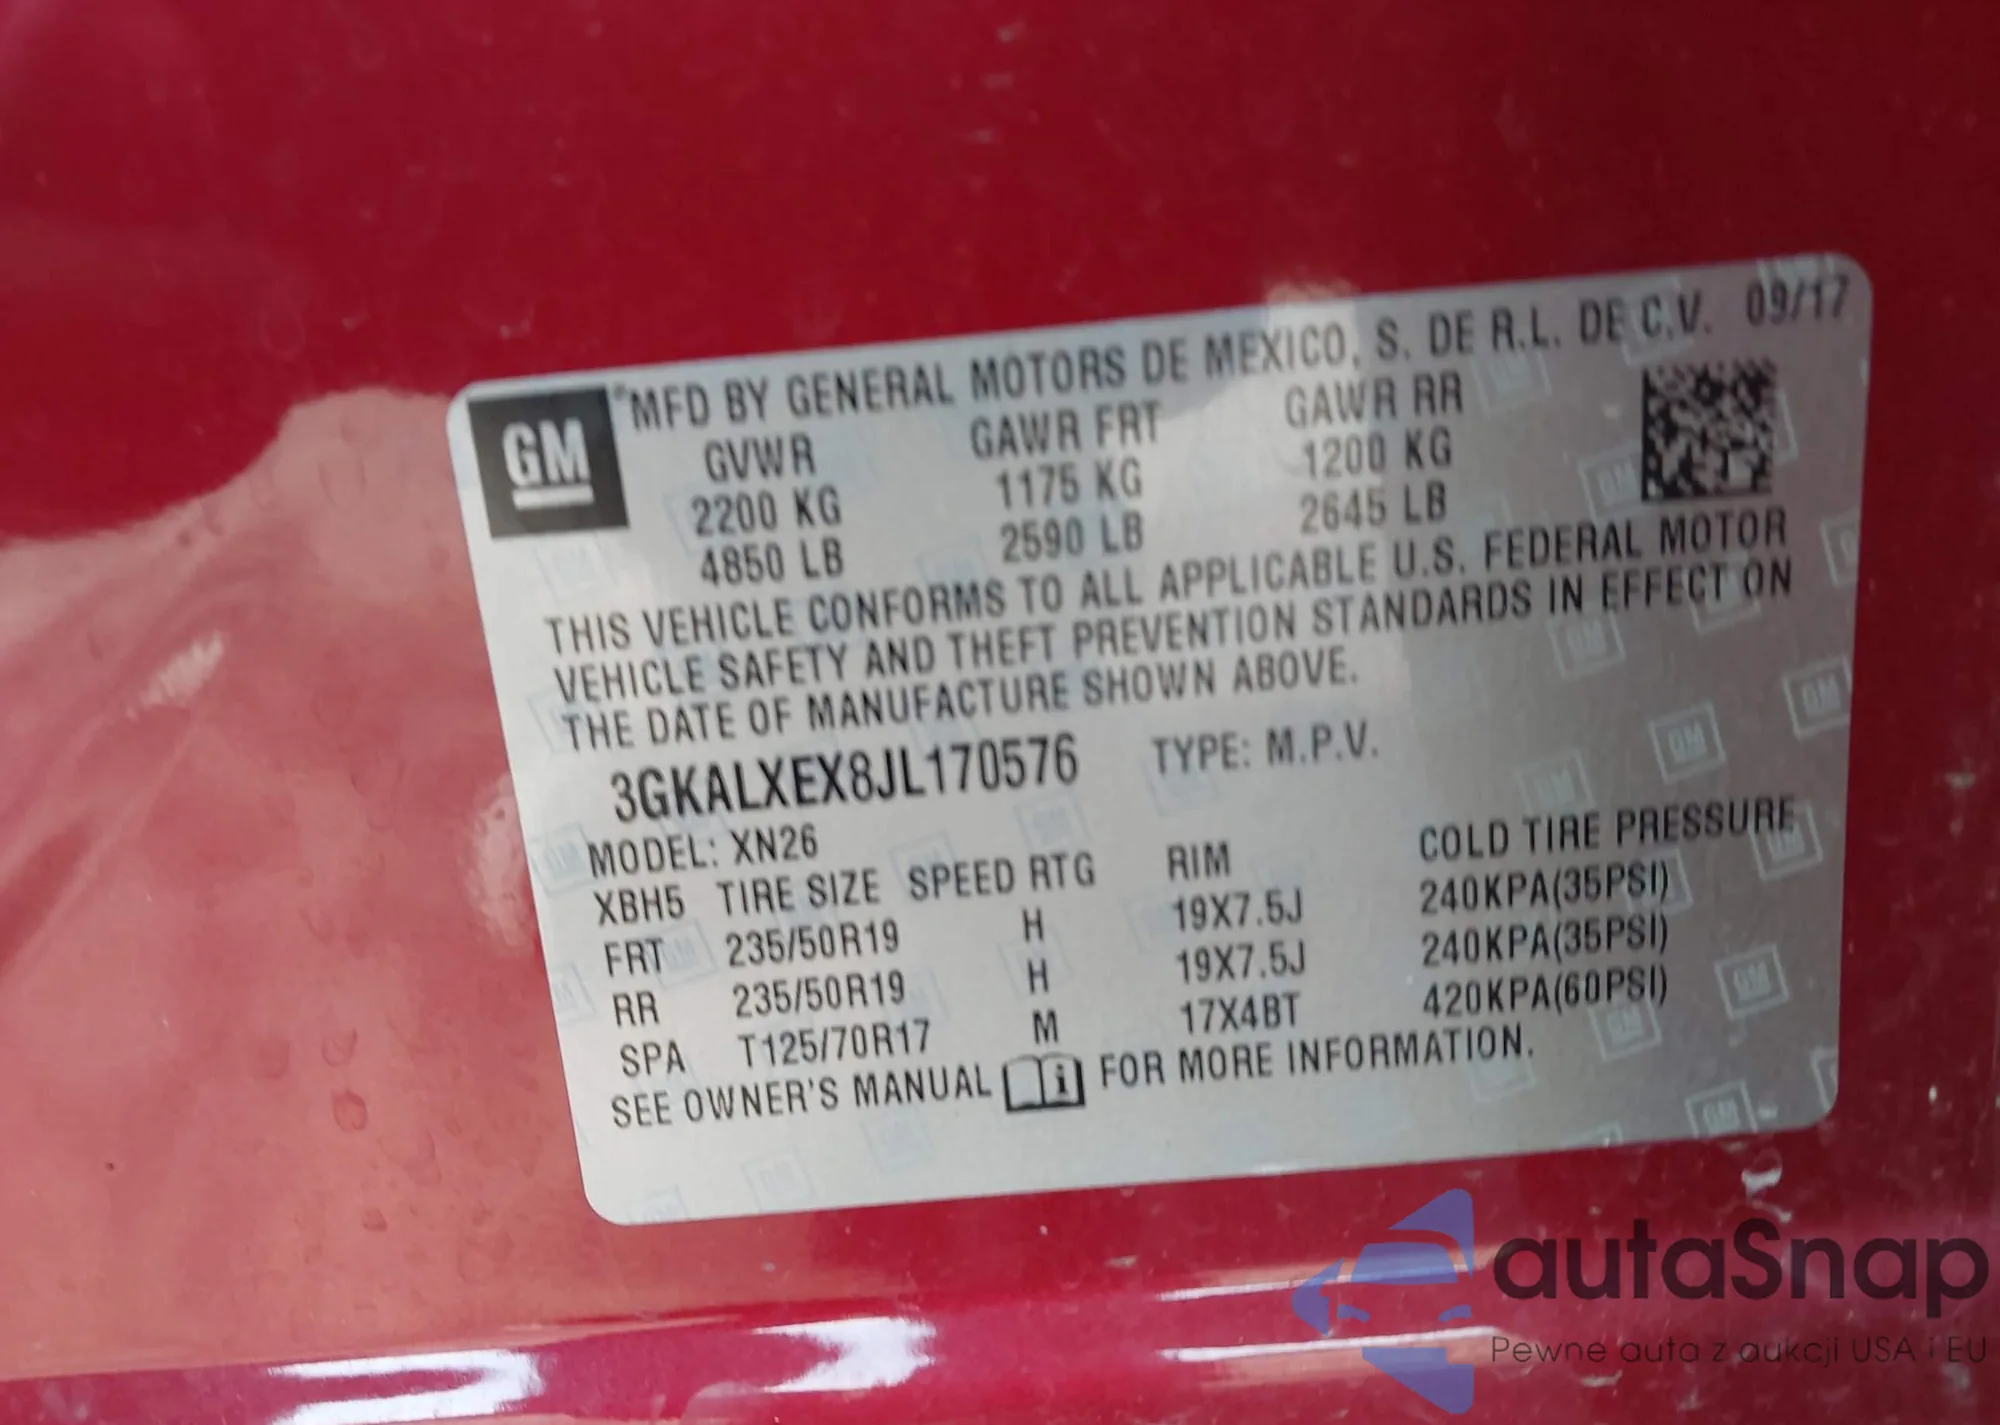 GM
MFD BY GENERAL MOTORS DE MEXICO, S. DE R.L. DE C.V. 09/17
GVWR GAWR FRT GAWR RR
2200 KG 1175 KG 1200 KG
4850 LB 2590 LB 2645 LB
THIS VEHICLE CONFORMS TO ALL APPLICABLE U.S. FEDERAL MOTOR
VEHICLE SAFETY AND THEFT PREVENTION STANDARDS IN EFFECT ON
THE DATE OF MANUFACTURE SHOWN ABOVE.
3GKALXEX8JL170576 TYPE: M.P.V.
MODEL: XN26
XBH5 TIRE SIZE SPEED RTG RIM COLD TIRE PRESSURE
FRT 235/50R19 H 19X7.5J 240KPA(35PSI)
RR 235/50R19 H 19X7.5J 240KPA(35PSI)
SPA T125/70R17 M 17X4BT 420KPA(60PSI)
SEE OWNER'S MANUAL i FOR MORE INFORMATION.
autaSnap
Pewne auta z aukcji USA i EU